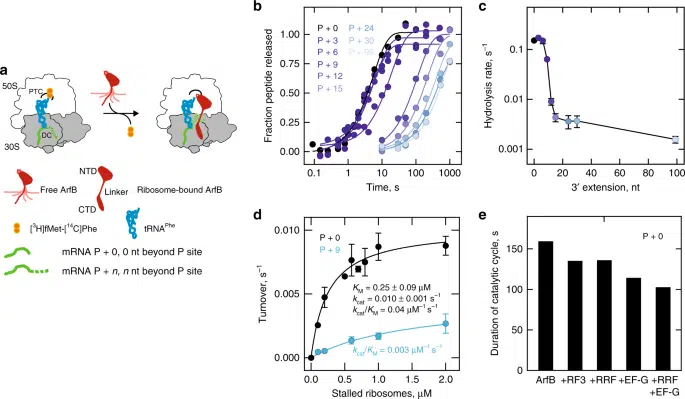 a
50S
PTC
DC
30S
NTD
Free ArfB
Linker
Ribosome-bound ArfB
CTD
[³H]fMet-[¹⁴C]Phe
tRNAᴾʰᵉ
mRNA P + 0, 0 nt beyond P site
mRNA P + n, n nt beyond P site
b
Fraction peptide released
1.00
0.75
0.50
0.25
0.00
P + 0
P + 3
P + 6
P + 9
P + 12
P + 15
P + 24
P + 30
P + 99
0.1 1 10 100 1000
Time, s
c
Hydrolysis rate, s⁻¹
0.1
0.01
0.001
0 20 40 60 80 100
3′ extension, nt
d
Turnover, s⁻¹
0.010
0.005
0.000
P + 0
P + 9
K_M = 0.25 ± 0.09 μM
k_cat = 0.010 ± 0.001 s⁻¹
k_cat/K_M = 0.04 μM⁻¹ s⁻¹
k_cat/K_M = 0.003 μM⁻¹ s⁻¹
0.0 0.5 1.0 1.5 2.0
Stalled ribosomes, μM
e
Duration of catalytic cycle, s
P + 0
150
100
50
0
ArfB +RF3 +RRF +EF-G +RRF
+EF-G